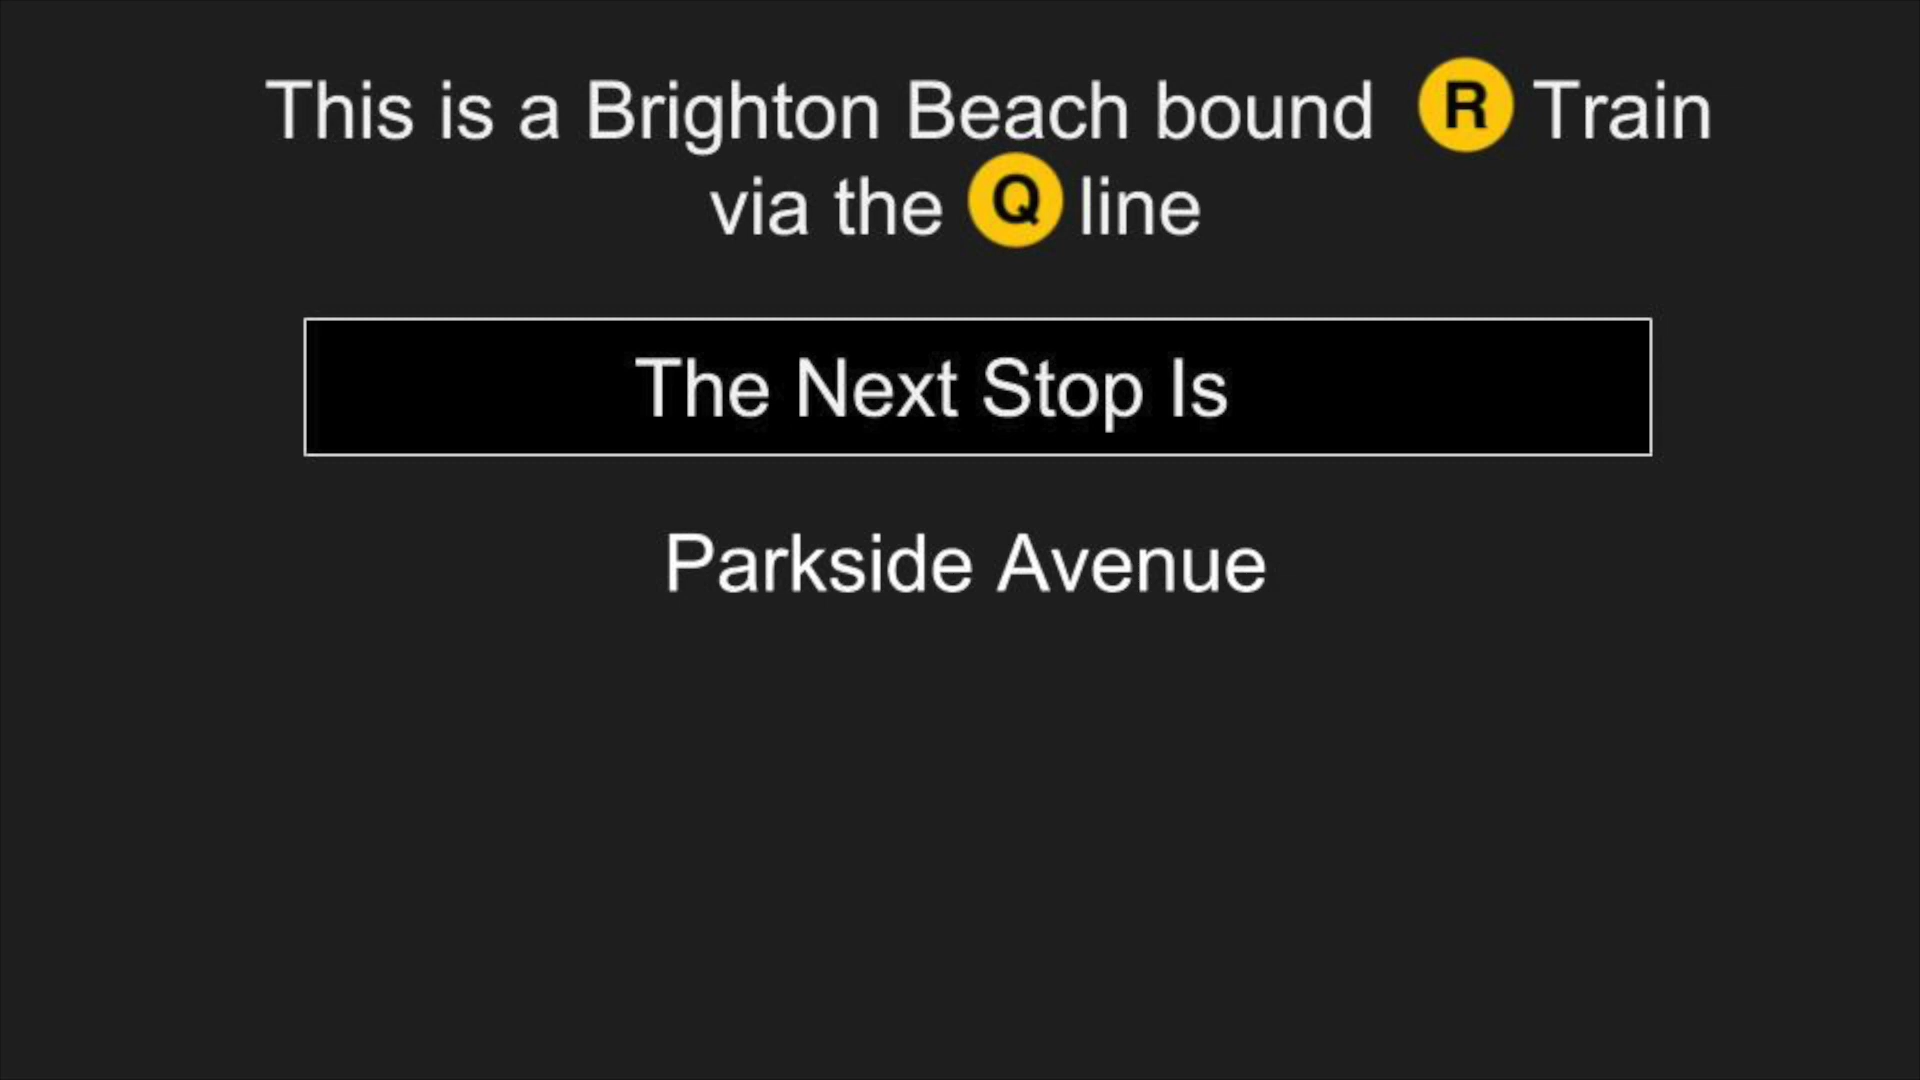 This is a Brighton Beach bound R Train
via the Q line
The Next Stop Is
Parkside Avenue